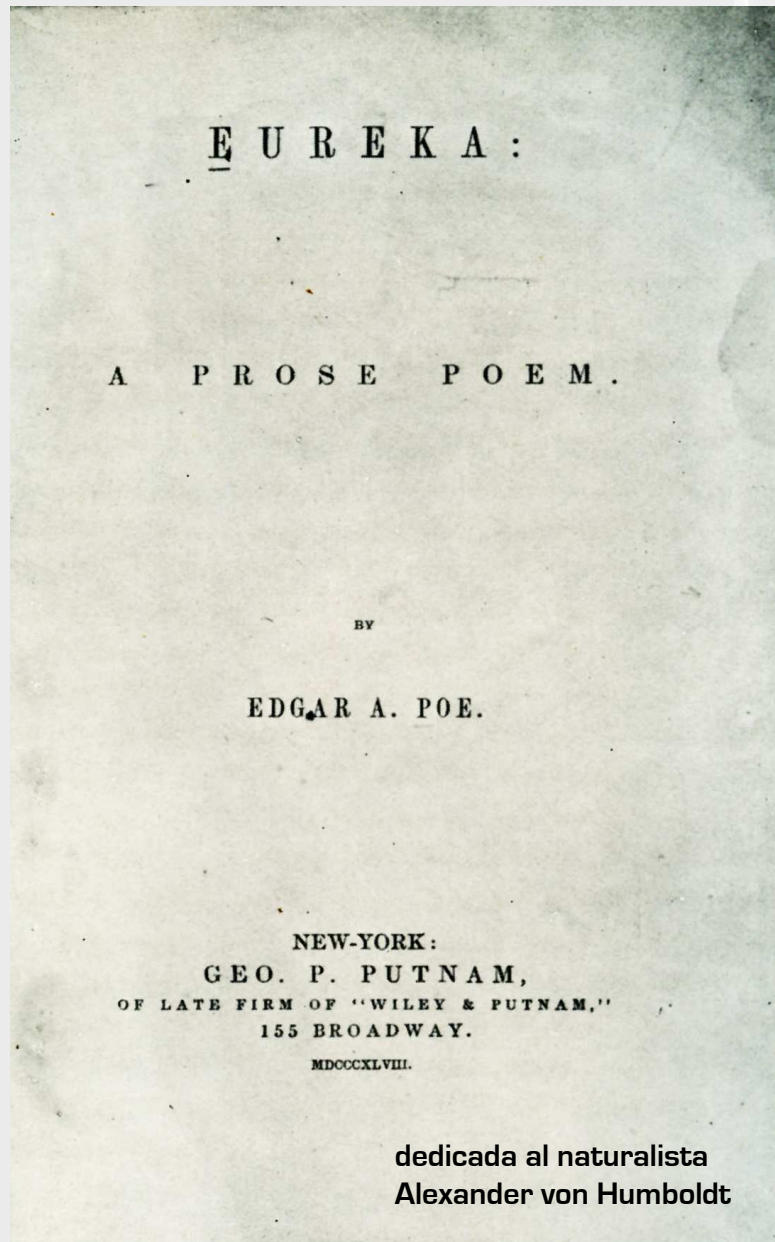 EUREKA:
A PROSE POEM.
BY
EDGAR A. POE.
NEW-YORK:
GEO. P. PUTNAM,
OF LATE FIRM OF “WILEY & PUTNAM,”
155 BROADWAY.
MDCCCXLVIII.
dedicada al naturalista
Alexander von Humboldt